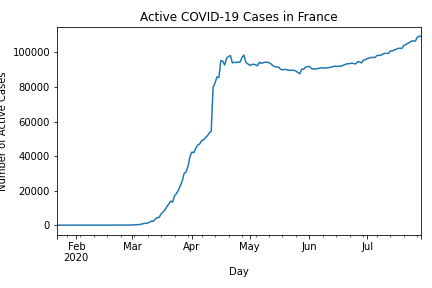 Active COVID-19 Cases in France
Number of Active Cases
100000
80000
60000
40000
20000
0
Feb
2020
Mar
Apr
May
Jun
Jul
Day